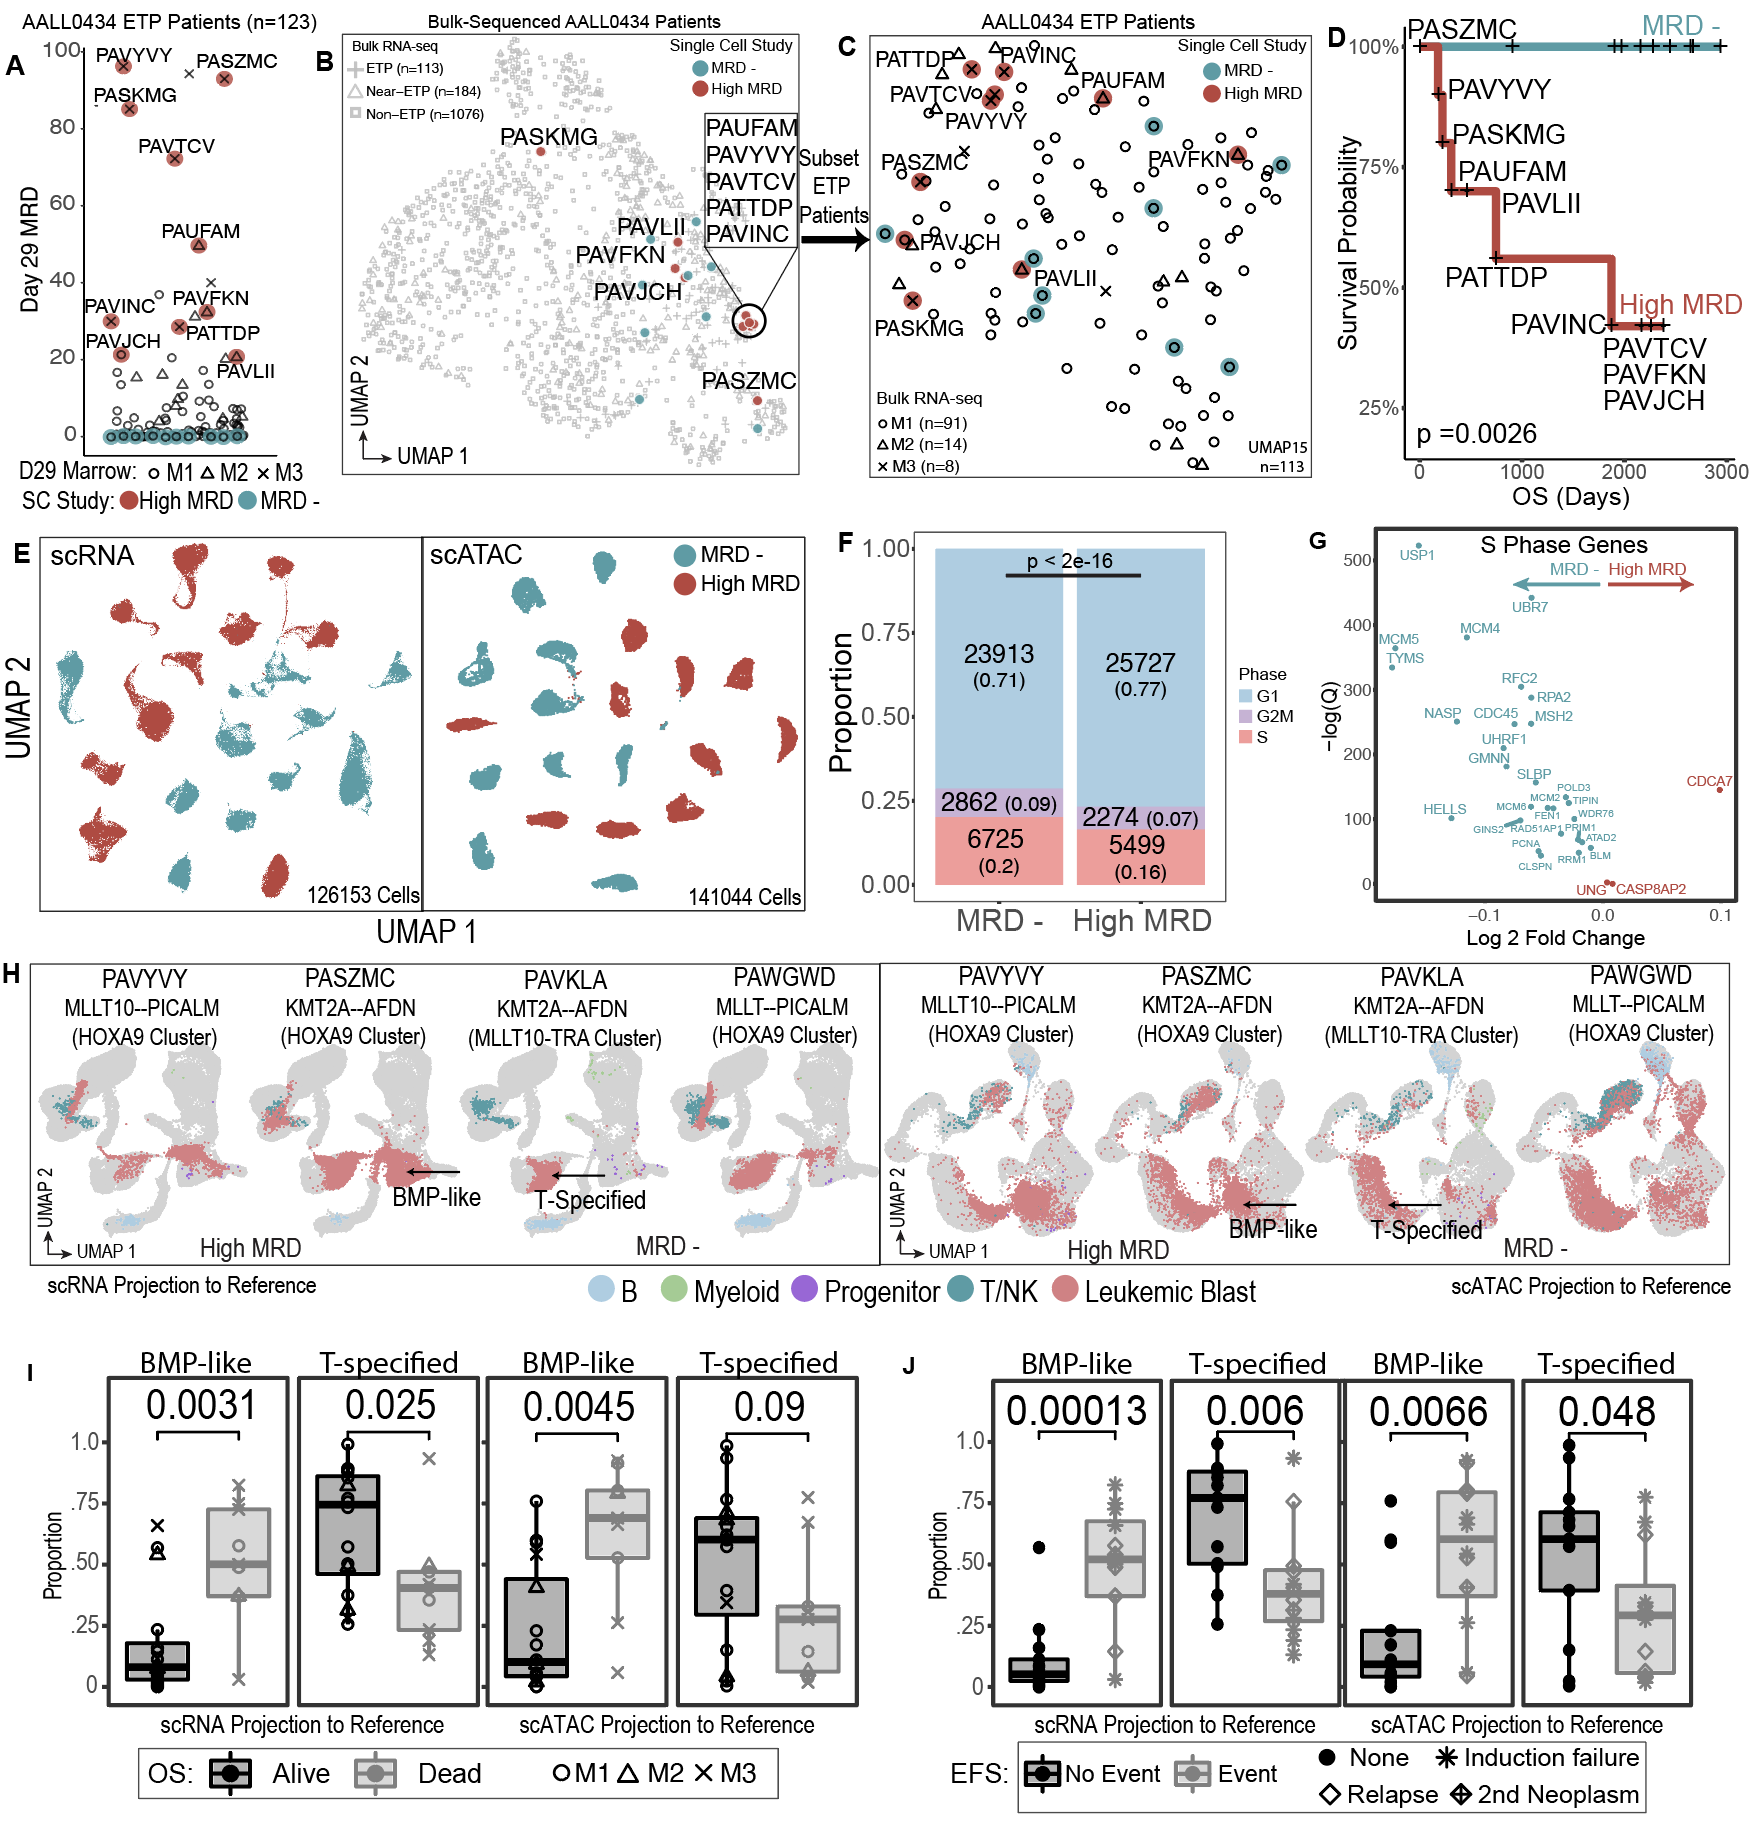 AALL0434 ETP Patients (n=123)
A
Day 29 MRD
100
80
60
40
20
0
PAVYVY
PASZMC
PASKMG
PAVTCV
PAUFAM
PAVINC
PAVFKN
PATTDP
PAVJCH
PAVLII
D29 Marrow: M1 M2 M3
SC Study: High MRD MRD -
Bulk-Sequenced AALL0434 Patients
B
Bulk RNA-seq
ETP (n=113)
Near-ETP (n=184)
Non-ETP (n=1076)
Single Cell Study
MRD -
High MRD
PASKMG
PAUFAM
PAVYVY
PAVTCV
PATTDP
PAVINC
PAVLII
PAVFKN
PAVJCH
PASZMC
UMAP 2
UMAP 1
Subset
ETP
Patients
AALL0434 ETP Patients
C
Single Cell Study
MRD -
High MRD
PATTDP
PAVINC
PAUFAM
PAVTCV
PAVYVY
PASZMC
PAVFKN
PAVJCH
PAVLII
PASKMG
Bulk RNA-seq
M1 (n=91)
M2 (n=14)
M3 (n=8)
UMAP15
n=113
D
Survival Probability
100%
75%
50%
25%
PASZMC
MRD -
PAVYVY
PASKMG
PAUFAM
PAVLII
PATTDP
High MRD
PAVINC
PAVTCV
PAVFKN
PAVJCH
p =0.0026
0 1000 2000 3000
OS (Days)
E
scRNA
scATAC
MRD -
High MRD
126153 Cells
141044 Cells
UMAP 2
UMAP 1
F
Proportion
1.00
0.75
0.50
0.25
0.00
p < 2e-16
23913
(0.71)
25727
(0.77)
2862 (0.09)
2274 (0.07)
6725
(0.2)
5499
(0.16)
MRD - High MRD
Phase
G1
G2M
S
G
S Phase Genes
MRD - High MRD
−log(Q)
500
400
300
200
100
0
USP1
UBR7
MCM4
MCM5
TYMS
RFC2
RPA2
NASP
CDC45
MSH2
UHRF1
GMNN
SLBP
POLD3
CDCA7
HELLS
MCM6
MCM2
TIPIN
FEN1
WDR76
GINS2
RAD51AP1
PRIM1
ATAD2
PCNA
CLSPN
RRM1
BLM
UNG
CASP8AP2
−0.1 0.0 0.1
Log 2 Fold Change
H
PAVYVY
MLLT10--PICALM
(HOXA9 Cluster)
PASZMC
KMT2A--AFDN
(HOXA9 Cluster)
PAVKLA
KMT2A--AFDN
(MLLT10-TRA Cluster)
PAWGWD
MLLT--PICALM
(HOXA9 Cluster)
BMP-like
T-Specified
UMAP 2
UMAP 1
High MRD
MRD -
PAVYVY
MLLT10--PICALM
(HOXA9 Cluster)
PASZMC
KMT2A--AFDN
(HOXA9 Cluster)
PAVKLA
KMT2A--AFDN
(MLLT10-TRA Cluster)
PAWGWD
MLLT--PICALM
(HOXA9 Cluster)
BMP-like
T-Specified
UMAP 2
UMAP 1
High MRD
MRD -
scRNA Projection to Reference
B Myeloid Progenitor T/NK Leukemic Blast
scATAC Projection to Reference
I
BMP-like T-specified BMP-like T-specified
0.0031 0.025 0.0045 0.09
Proportion
1.0
.75
.50
.25
0
scRNA Projection to Reference
scATAC Projection to Reference
OS: Alive Dead M1 M2 M3
J
BMP-like T-specified BMP-like T-specified
0.00013 0.006 0.0066 0.048
Proportion
1.0
.75
.50
.25
0
scRNA Projection to Reference
scATAC Projection to Reference
EFS: No Event Event
None Induction failure
Relapse 2nd Neoplasm